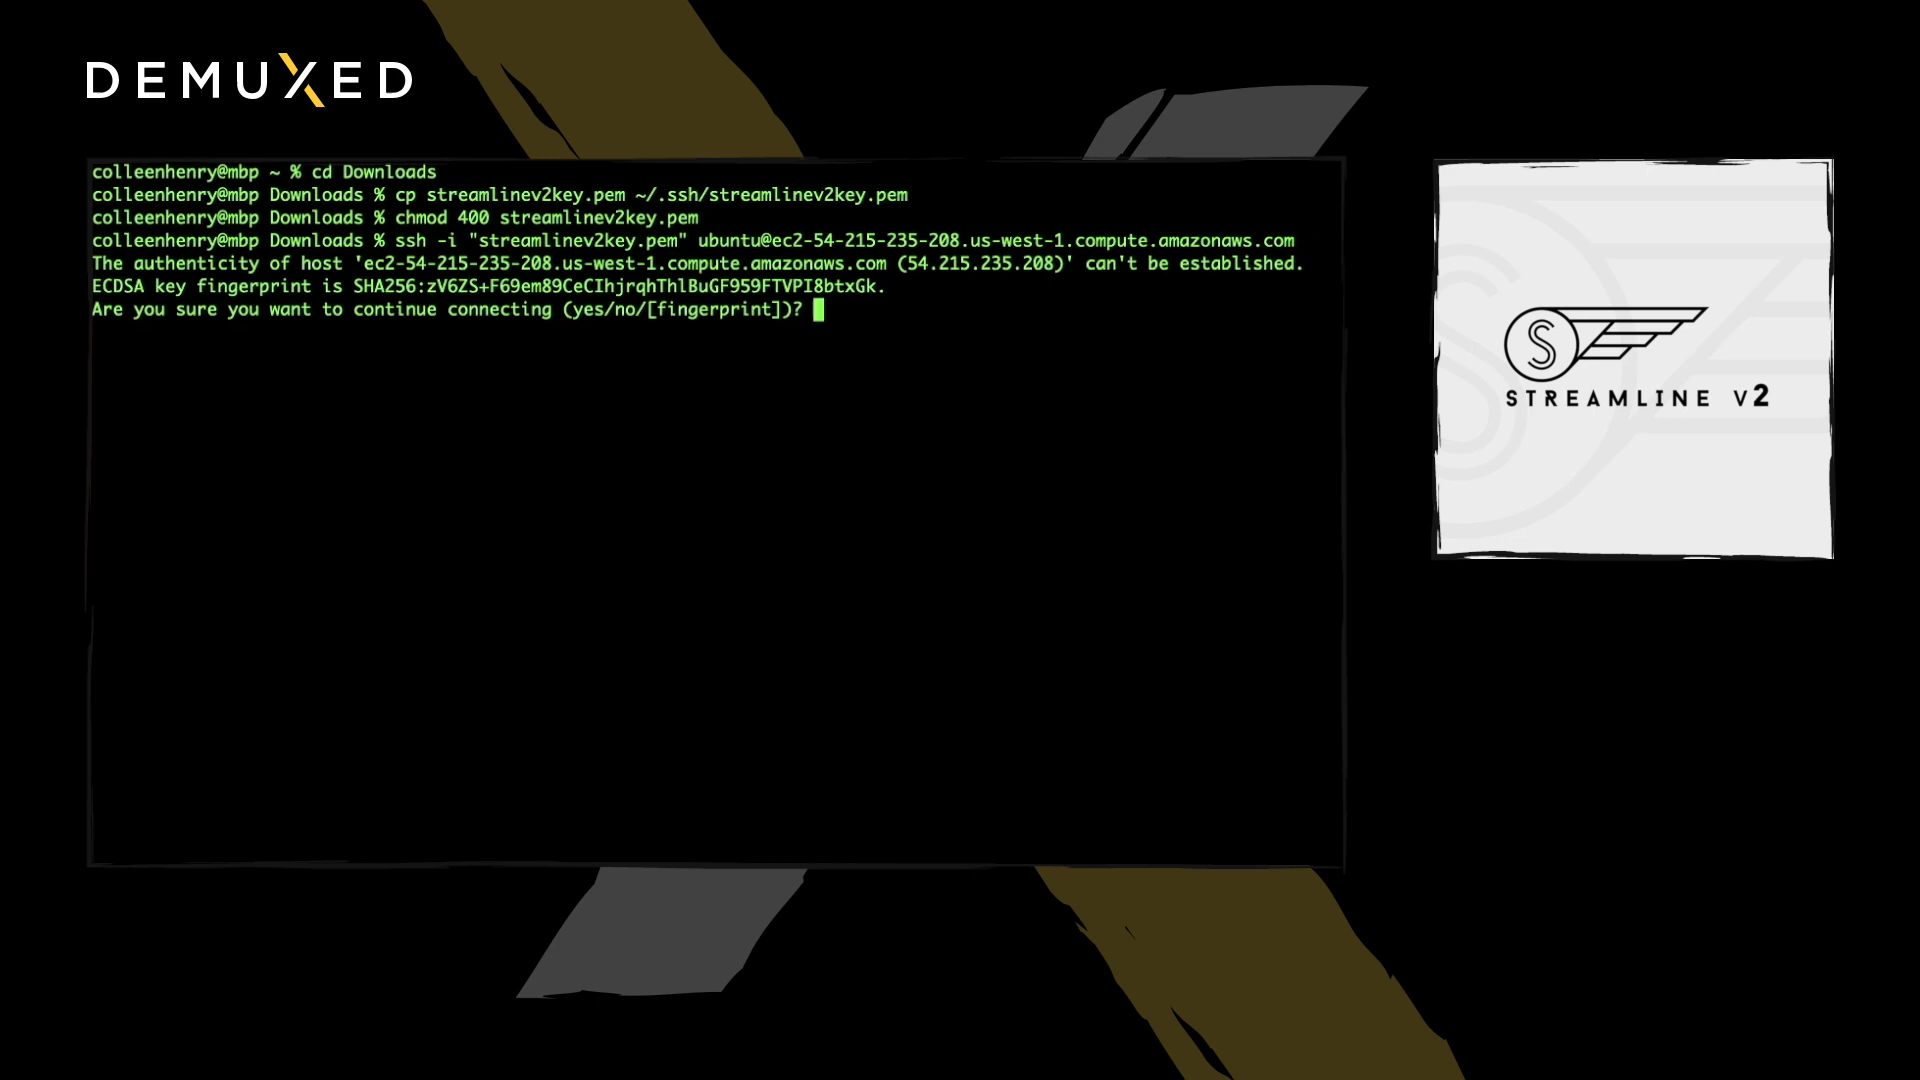 DEMUXED
colleenhenry@mbp ~ % cd Downloads
colleenhenry@mbp Downloads % cp streamlinev2key.pem ~/.ssh/streamlinev2key.pem
colleenhenry@mbp Downloads % chmod 400 streamlinev2key.pem
colleenhenry@mbp Downloads % ssh -i "streamlinev2key.pem" ubuntu@ec2-54-215-235-208.us-west-1.compute.amazonaws.com
The authenticity of host 'ec2-54-215-235-208.us-west-1.compute.amazonaws.com (54.215.235.208)' can't be established.
ECDSA key fingerprint is SHA256:zV6ZS+F69em89CeCIhjrqhThlBuGF959FTVPI8btxGk.
Are you sure you want to continue connecting (yes/no/[fingerprint])?
S
STREAMLINE V2